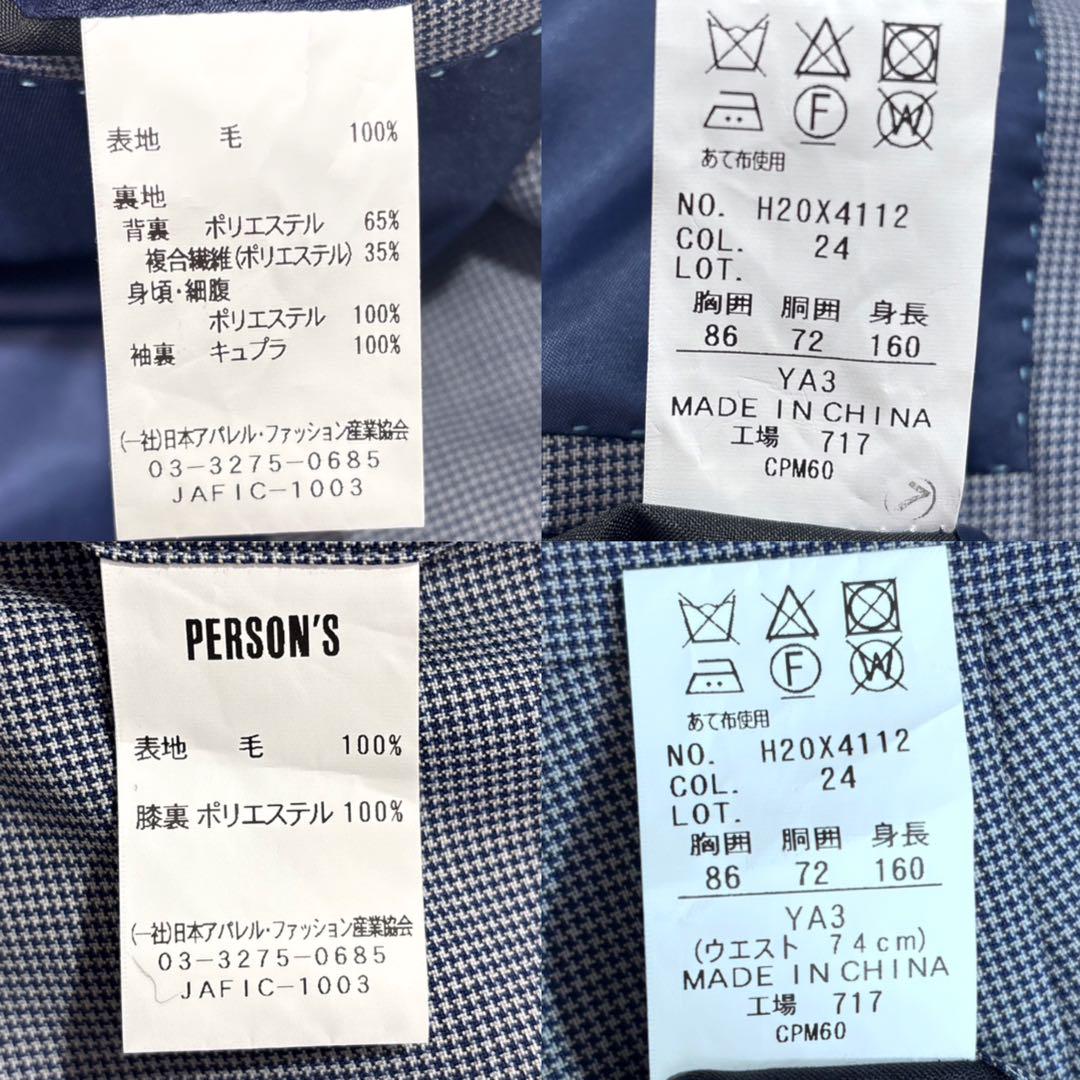 表地 毛 100%
裏地
背裏 ポリエステル 65%
複合繊維(ポリエステル) 35%
身頃・細腹
ポリエステル 100%
袖裏 キュプラ 100%
(一社)日本アパレル・ファッション産業協会
03-3275-0685
JAFIC-1003
F W
あて布使用
NO. H20X4112
COL. 24
LOT.
胸囲 胴囲 身長
86 72 160
YA3
MADE IN CHINA
工場 717
CPM60
PERSON'S
表地 毛 100%
膝裏 ポリエステル 100%
(一社)日本アパレル・ファッション産業協会
03-3275-0685
JAFIC-1003
F W
あて布使用
NO. H20X4112
COL. 24
LOT.
胸囲 胴囲 身長
86 72 160
YA3
(ウエスト 74cm)
MADE IN CHINA
工場 717
CPM60